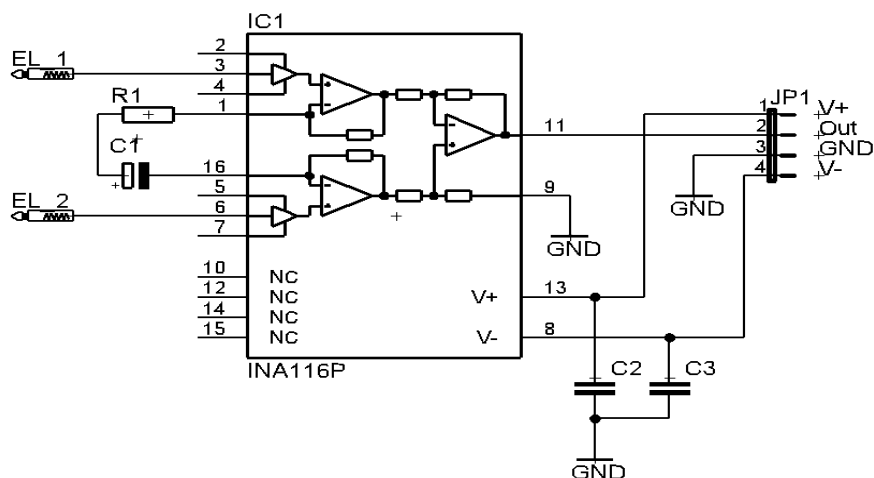 IC1
EL_1
2
3
4
R1
1
C1
16
5
EL_2
6
7
10 NC
12 NC
14 NC
15 NC
INA116P
11
9
GND
V+ 13
V- 8
JP1
1 V+
2 Out
3 GND
4 V-
GND
C2
C3
GND